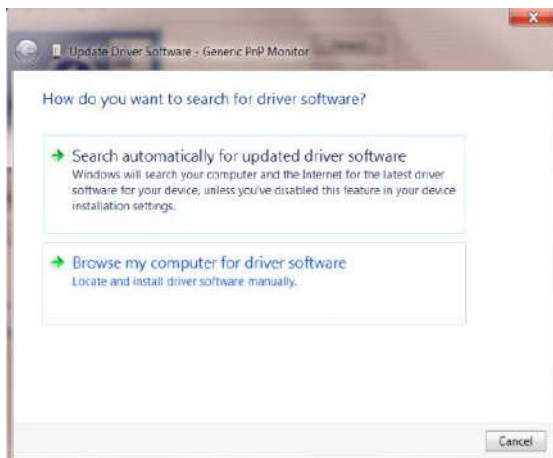 Update Driver Software - Generic PnP Monitor
How do you want to search for driver software?
Search automatically for updated driver software
Windows will search your computer and the Internet for the latest driver
software for your device, unless you've disabled this feature in your device
installation settings.
Browse my computer for driver software
Locate and install driver software manually.
Cancel